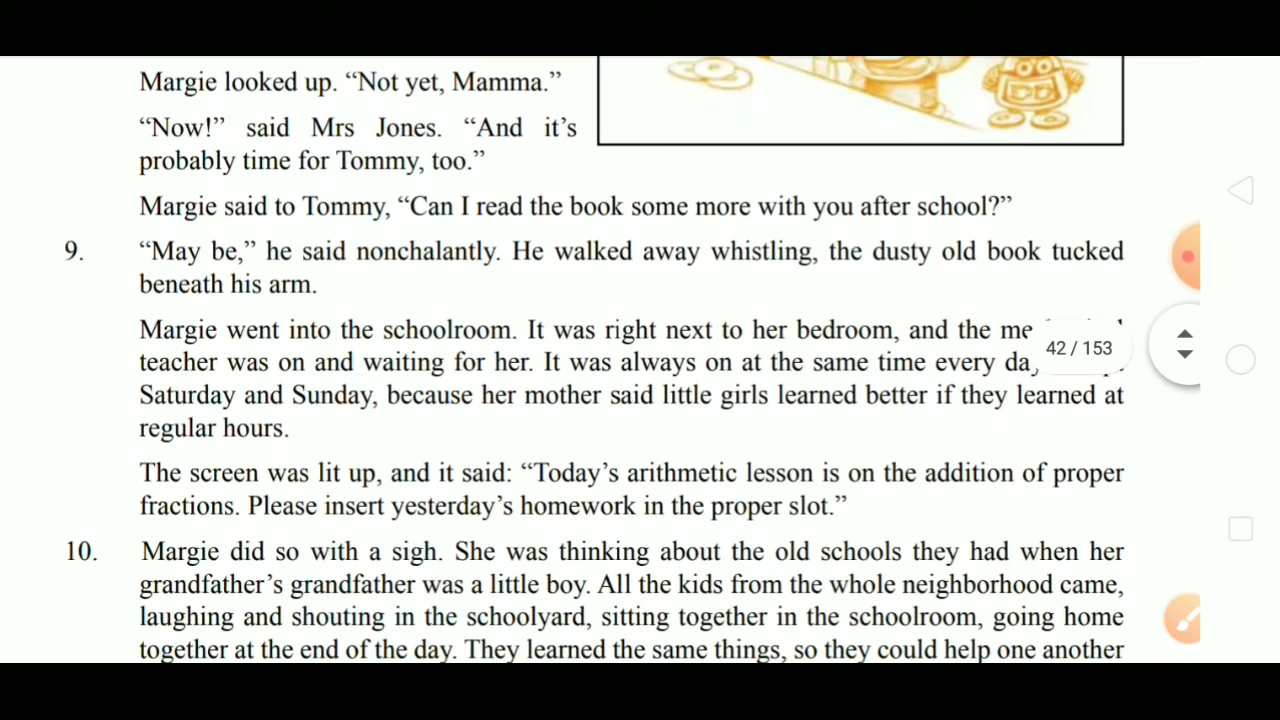 Margie looked up. “Not yet, Mamma.”
“Now!” said Mrs Jones. “And it’s
probably time for Tommy, too.”
Margie said to Tommy, “Can I read the book some more with you after school?”
9. “May be,” he said nonchalantly. He walked away whistling, the dusty old book tucked
beneath his arm.
Margie went into the schoolroom. It was right next to her bedroom, and the
teacher was on and waiting for her. It was always on at the same time every
42 / 153
Saturday and Sunday, because her mother said little girls learned better if they learned at
regular hours.
The screen was lit up, and it said: “Today’s arithmetic lesson is on the addition of proper
fractions. Please insert yesterday’s homework in the proper slot.”
10. Margie did so with a sigh. She was thinking about the old schools they had when her
grandfather’s grandfather was a little boy. All the kids from the whole neighborhood came,
laughing and shouting in the schoolyard, sitting together in the schoolroom, going home
together at the end of the day. They learned the same things, so they could help one another